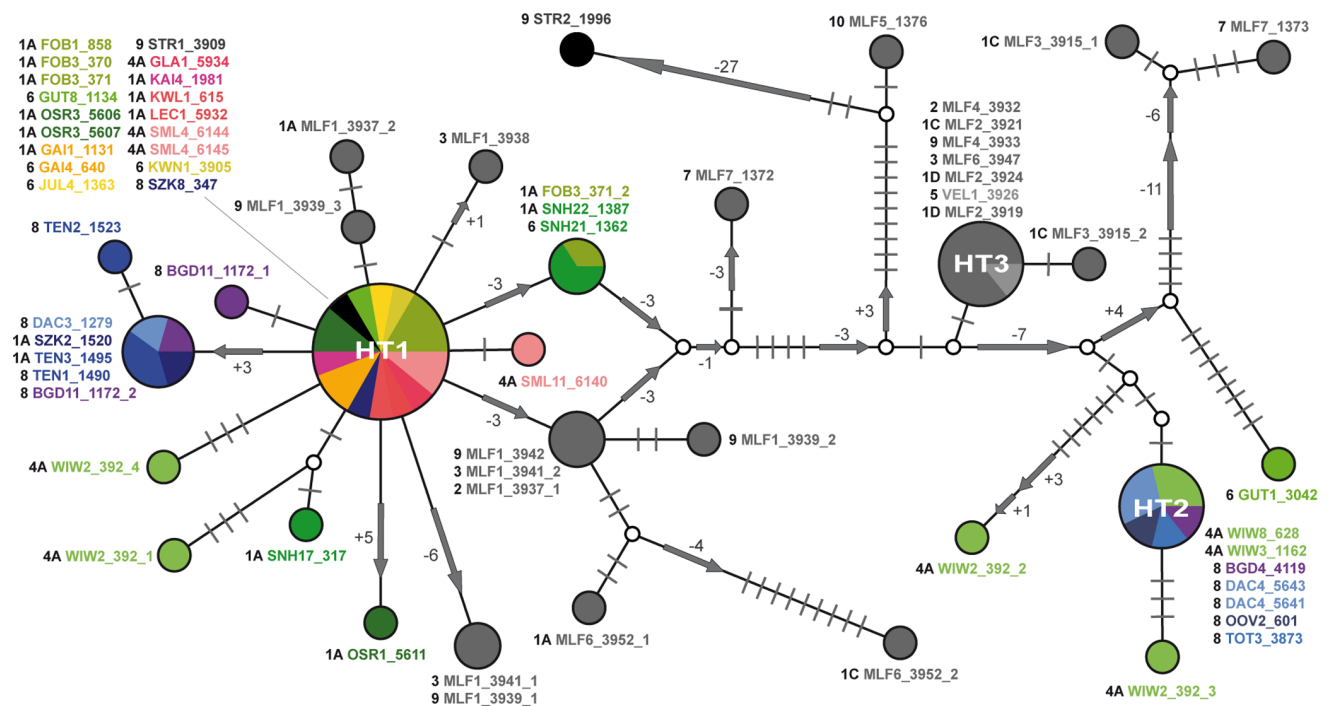 9 STR2_1996
10 MLF5_1376
1C MLF3_3915_1
7 MLF7_1373
1A FOB1_858
1A FOB3_370
1A FOB3_371
6 GUT8_1134
1A OSR3_5606
1A OSR3_5607
1A GAI1_1131
6 GAI4_640
6 JUL4_1363
9 STR1_3909
4A GLA1_5934
1A KAI4_1981
1A KWL1_615
1A LEC1_5932
4A SML4_6144
4A SML4_6145
6 KWN1_3905
8 SZK8_347
-27
-6
1A MLF1_3937_2
3 MLF1_3938
2 MLF4_3932
1C MLF2_3921
9 MLF4_3933
3 MLF6_3947
1D MLF2_3924
5 VEL1_3926
1D MLF2_3919
7 MLF7_1372
1A FOB3_371_2
1A SNH22_1387
6 SNH21_1362
-11
9 MLF1_3939_3
+1
8 TEN2_1523
1C MLF3_3915_2
HT3
8 BGD11_1172_1
-3
-3
-3
+3
-3
-7
+4
8 DAC3_1279
1A SZK2_1520
1A TEN3_1495
8 TEN1_1490
8 BGD11_1172_2
HT1
+3
-1
4A SML11_6140
-3
-3
9 MLF1_3942
3 MLF1_3941_2
2 MLF1_3937_1
9 MLF1_3939_2
4A WIW2_392_4
+3
+1
HT2
6 GUT1_3042
4A WIW8_628
4A WIW3_1162
8 BGD4_4119
8 DAC4_5643
8 DAC4_5641
8 OOV2_601
8 TOT3_3873
+5
-6
-4
4A WIW2_392_1
1A SNH17_317
4A WIW2_392_2
1A MLF6_3952_1
1A OSR1_5611
1C MLF6_3952_2
3 MLF1_3941_1
9 MLF1_3939_1
4A WIW2_392_3